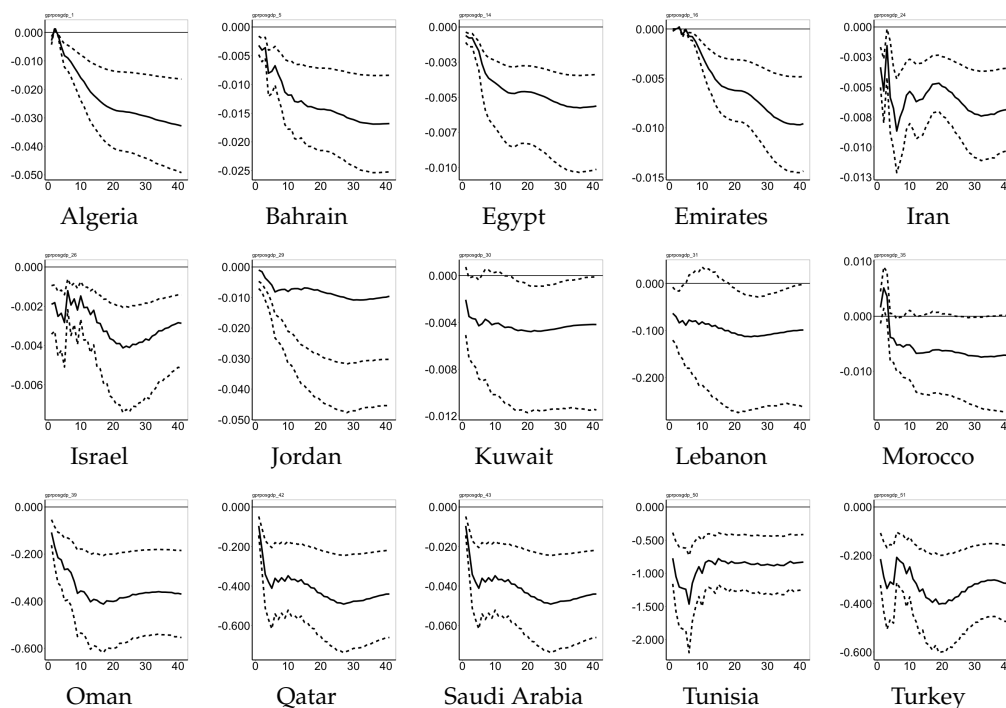 gprposgdp_1
0.000
-0.010
-0.020
-0.030
-0.040
-0.050
0 10 20 30 40
Algeria
gprposgdp_5
0.000
-0.005
-0.010
-0.015
-0.020
-0.025
0 10 20 30 40
Bahrain
gprposgdp_14
0.000
-0.003
-0.005
-0.007
-0.010
0 10 20 30 40
Egypt
gprposgdp_16
0.000
-0.005
-0.010
-0.015
0 10 20 30 40
Emirates
gprposgdp_24
0.000
-0.003
-0.005
-0.008
-0.010
-0.013
0 10 20 30 40
Iran
gprposgdp_26
0.000
-0.002
-0.004
-0.006
0 10 20 30 40
Israel
gprposgdp_29
0.000
-0.010
-0.020
-0.030
-0.040
-0.050
0 10 20 30 40
Jordan
gprposgdp_30
0.000
-0.004
-0.008
-0.012
0 10 20 30 40
Kuwait
gprposgdp_31
0.000
-0.100
-0.200
0 10 20 30 40
Lebanon
gprposgdp_35
0.010
0.000
-0.010
0 10 20 30 40
Morocco
gprposgdp_39
0.000
-0.200
-0.400
-0.600
0 10 20 30 40
Oman
gprposgdp_42
0.000
-0.200
-0.400
-0.600
0 10 20 30 40
Qatar
gprposgdp_43
0.000
-0.020
-0.040
-0.060
0 10 20 30 40
Saudi Arabia
gprposgdp_50
0.000
-0.500
-1.000
-1.500
-2.000
0 10 20 30 40
Tunisia
gprposgdp_51
0.000
-0.200
-0.400
-0.600
0 10 20 30 40
Turkey